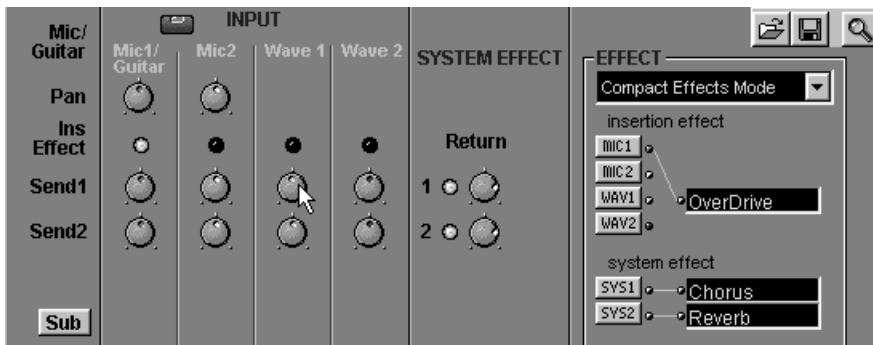 Mic/
Guitar
INPUT
Mic1/
Guitar
Mic2
Wave 1
Wave 2
SYSTEM EFFECT
Pan
Ins
Effect
Return
Send1
1
Send2
2
Sub
EFFECT
Compact Effects Mode
insertion effect
MIC1
MIC2
WAV1
OverDrive
WAV2
system effect
SYS1
Chorus
SYS2
Reverb